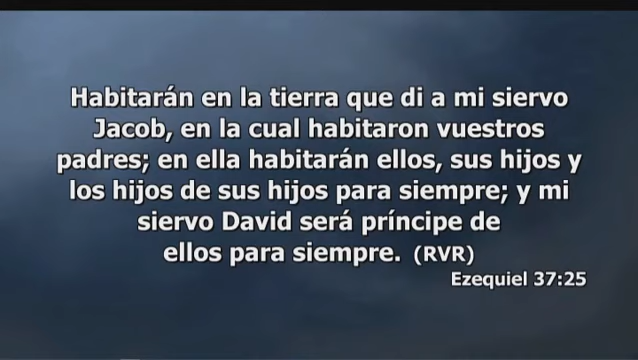 Habitarán en la tierra que di a mi siervo
Jacob, en la cual habitaron vuestros
padres; en ella habitarán ellos, sus hijos y
los hijos de sus hijos para siempre; y mi
siervo David será príncipe de
ellos para siempre. (RVR)
Ezequiel 37:25